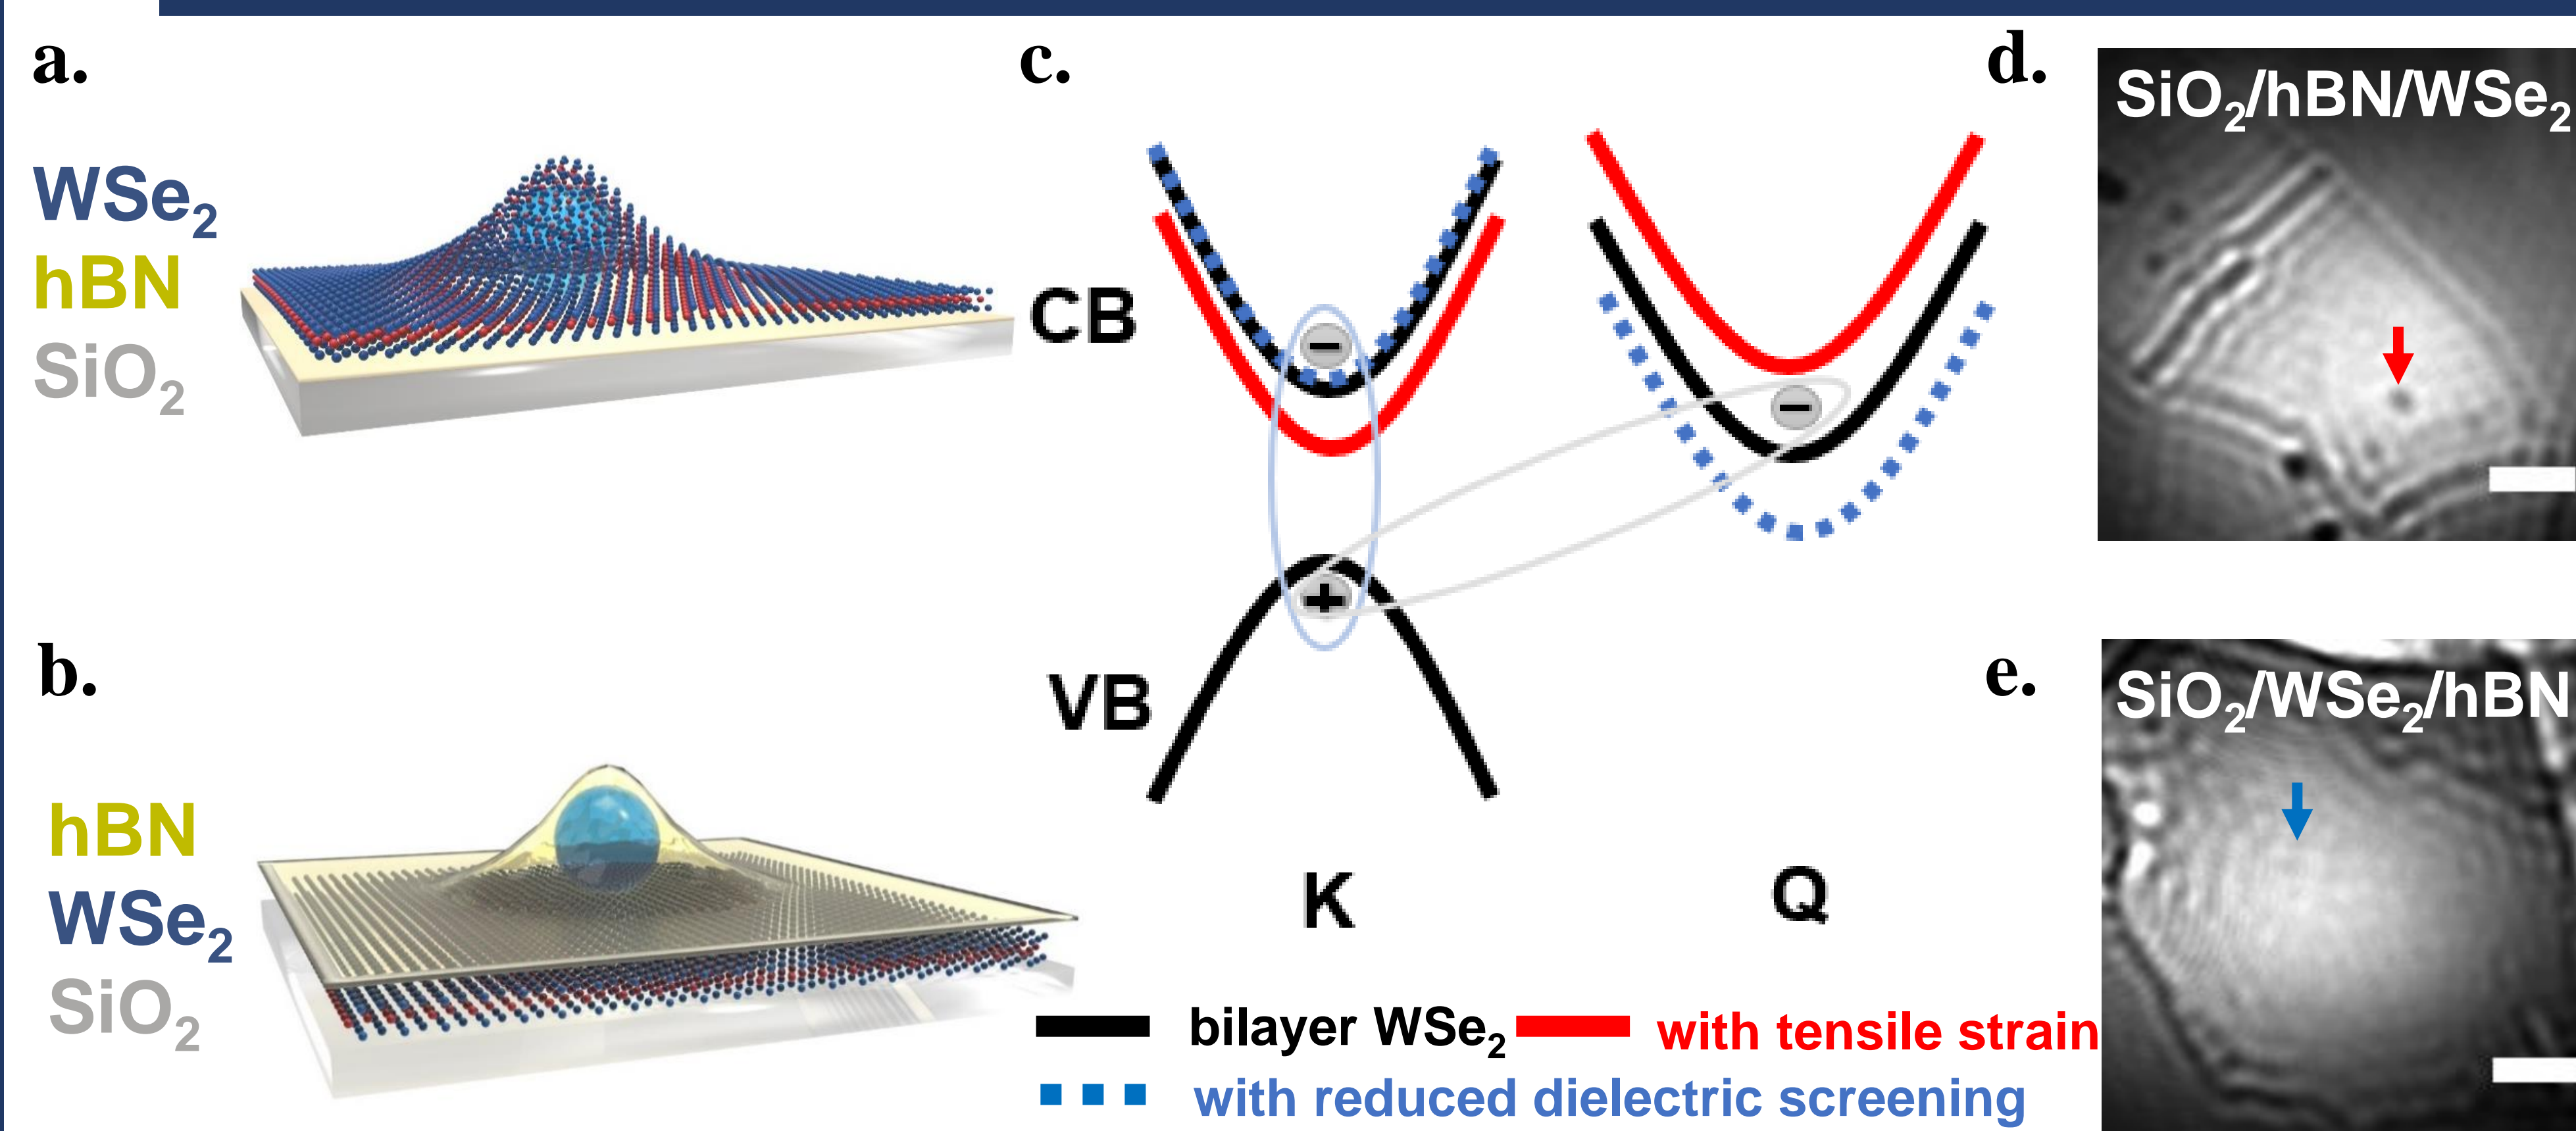 a.
WSe₂
hBN
SiO₂
b.
hBN
WSe₂
SiO₂
c.
CB
−
−
+
VB
K
Q
bilayer WSe₂
with tensile strain
with reduced dielectric screening
d.
SiO₂/hBN/WSe₂
e.
SiO₂/WSe₂/hBN